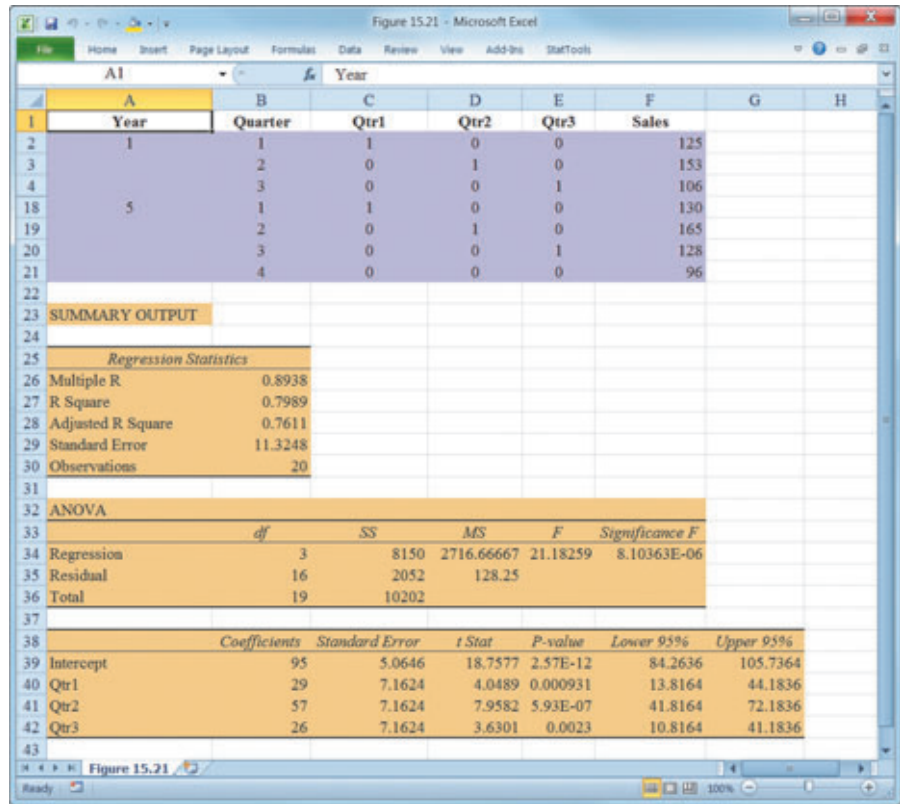 Figure 15.21 - Microsoft Excel
File Home Insert Page Layout Formulas Data Review View Add-Ins StatTools
A1 fx Year
A B C D E F G H
1 Year Quarter Qtr1 Qtr2 Qtr3 Sales
2 1 1 1 0 0 125
3 2 0 1 0 153
4 3 0 0 1 106
18 5 1 1 0 0 130
19 2 0 1 0 165
20 3 0 0 1 128
21 4 0 0 0 96
22
23 SUMMARY OUTPUT
24
25 Regression Statistics
26 Multiple R 0.8938
27 R Square 0.7989
28 Adjusted R Square 0.7611
29 Standard Error 11.3248
30 Observations 20
31
32 ANOVA
33 df SS MS F Significance F
34 Regression 3 8150 2716.66667 21.18259 8.10363E-06
35 Residual 16 2052 128.25
36 Total 19 10202
37
38 Coefficients Standard Error t Stat P-value Lower 95% Upper 95%
39 Intercept 95 5.0646 18.7577 2.57E-12 84.2636 105.7364
40 Qtr1 29 7.1624 4.0489 0.000931 13.8164 44.1836
41 Qtr2 57 7.1624 7.9582 5.93E-07 41.8164 72.1836
42 Qtr3 26 7.1624 3.6301 0.0023 10.8164 41.1836
43
Figure 15.21
Ready 100%